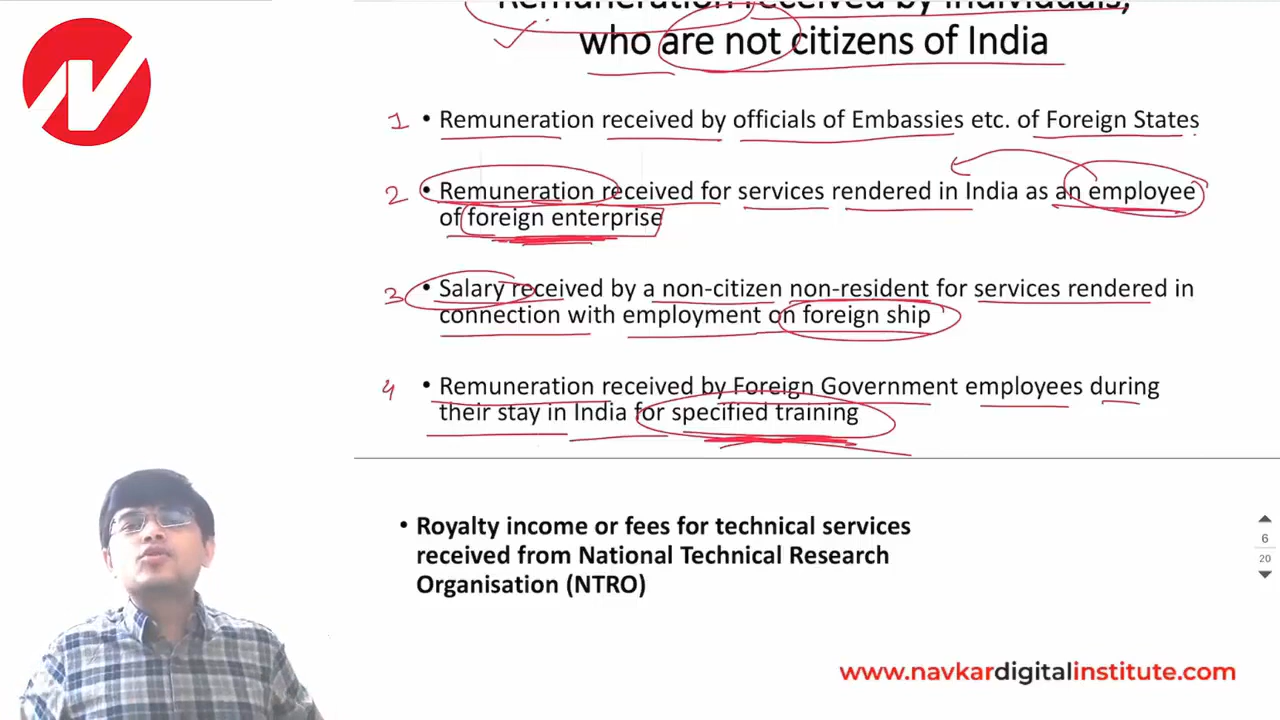 Remuneration received by individuals,
who are not citizens of India
1 • Remuneration received by officials of Embassies etc. of Foreign States
2 • Remuneration received for services rendered in India as an employee
of foreign enterprise
3 • Salary received by a non-citizen non-resident for services rendered in
connection with employment on foreign ship
4 • Remuneration received by Foreign Government employees during
their stay in India for specified training
• Royalty income or fees for technical services
received from National Technical Research
Organisation (NTRO)
6
20
www.navkardigitalinstitute.com